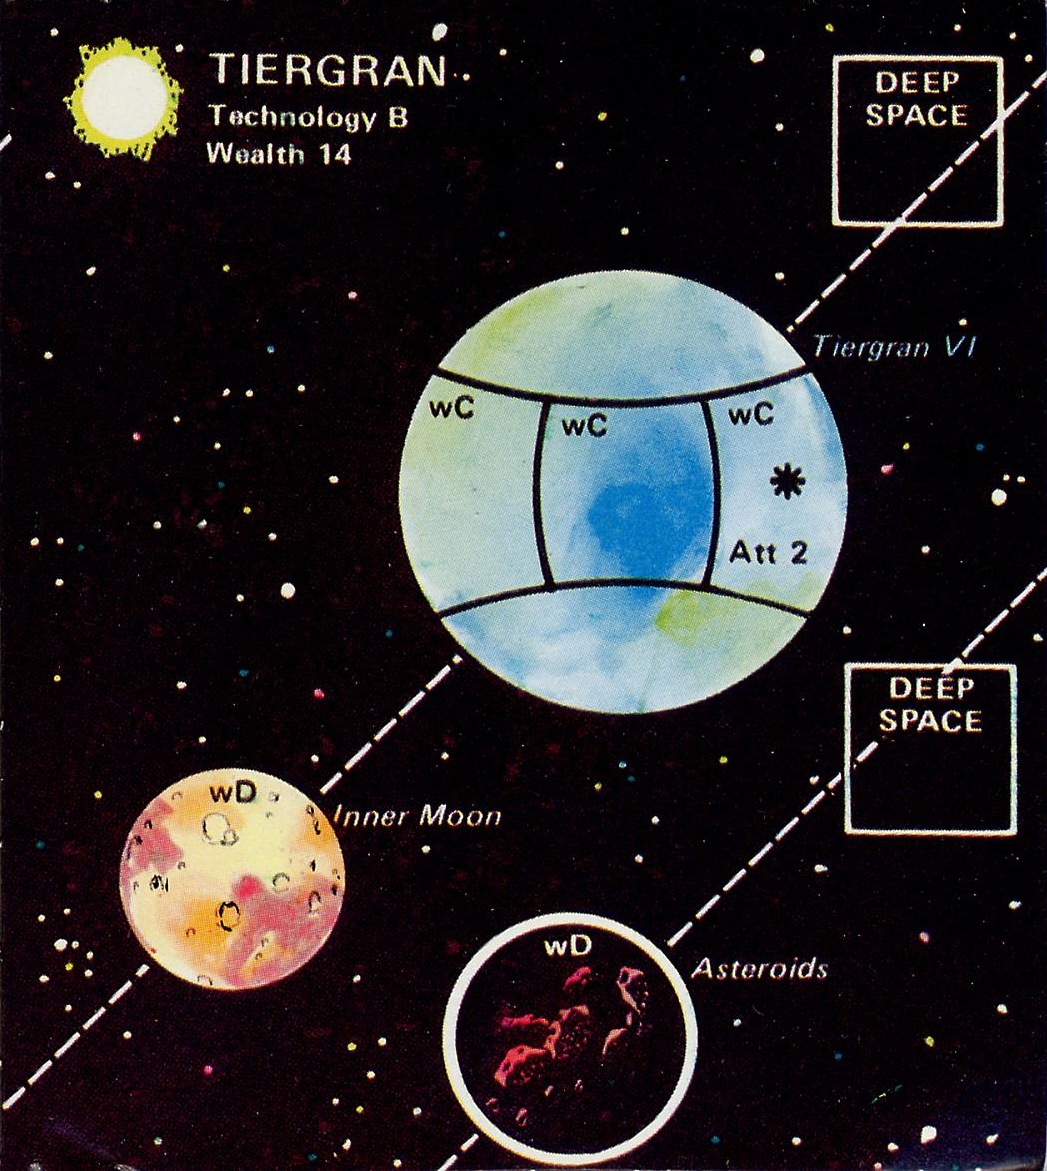 TIERGRAN
Technology B
Wealth 14
DEEP
SPACE
Tiergran VI
wC
wC
wC
Att 2
DEEP
SPACE
wD
Inner Moon
wD
Asteroids